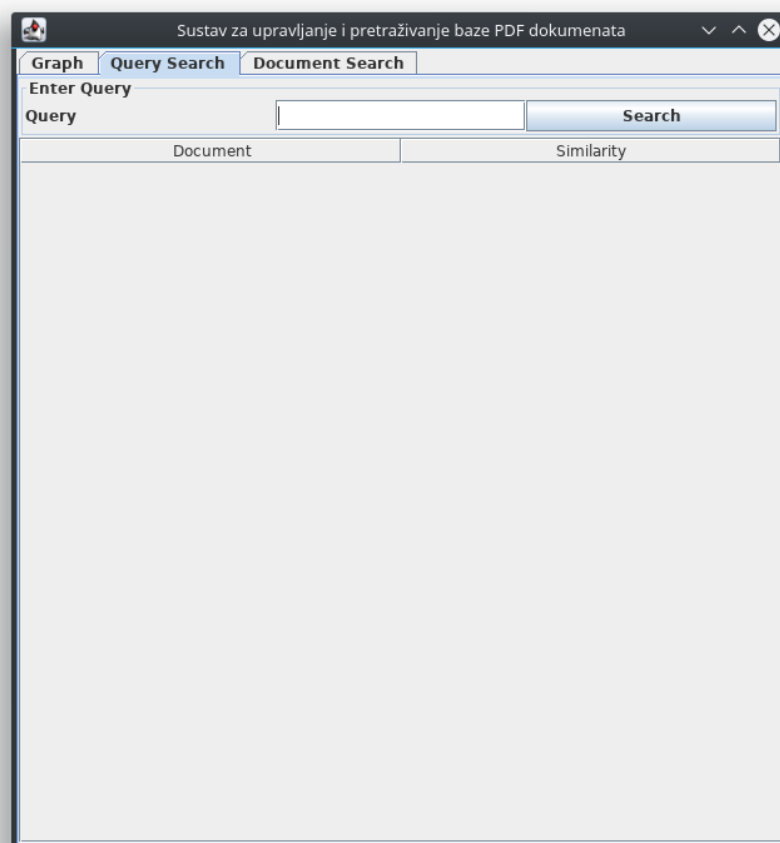 Sustav za upravljanje i pretraživanje baze PDF dokumenata
Graph Query Search Document Search
Enter Query
Query Search
Document Similarity